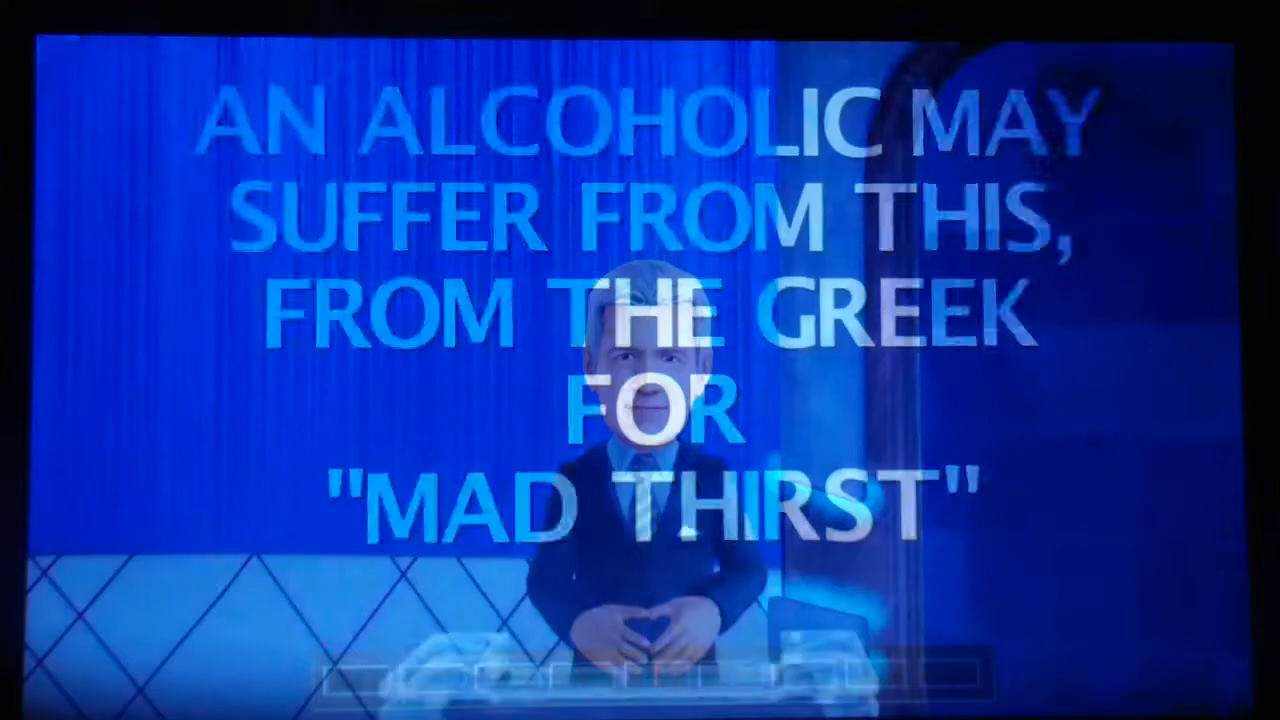 AN ALCOHOLIC MAY
SUFFER FROM THIS,
FROM THE GREEK
FOR
"MAD THIRST"